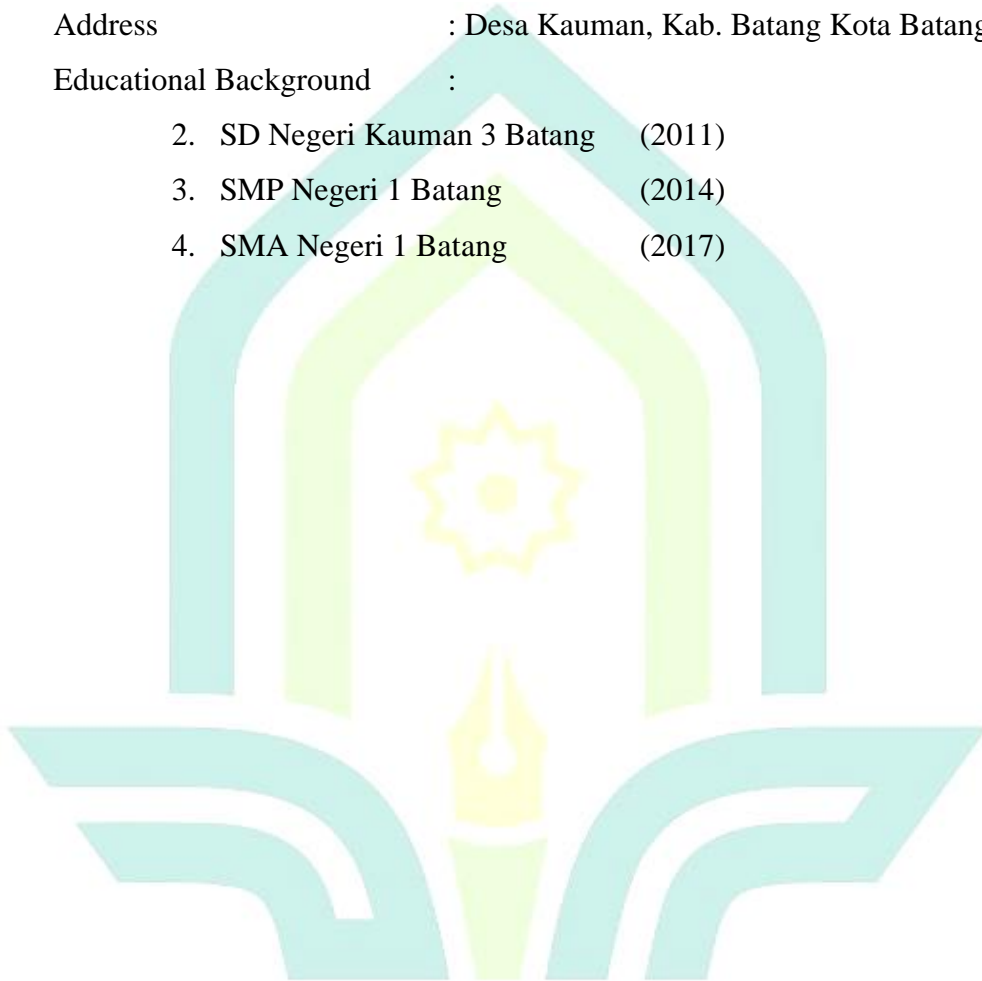 Address : Desa Kauman, Kab. Batang Kota Batang
Educational Background :
2. SD Negeri Kauman 3 Batang (2011)
3. SMP Negeri 1 Batang (2014)
4. SMA Negeri 1 Batang (2017)